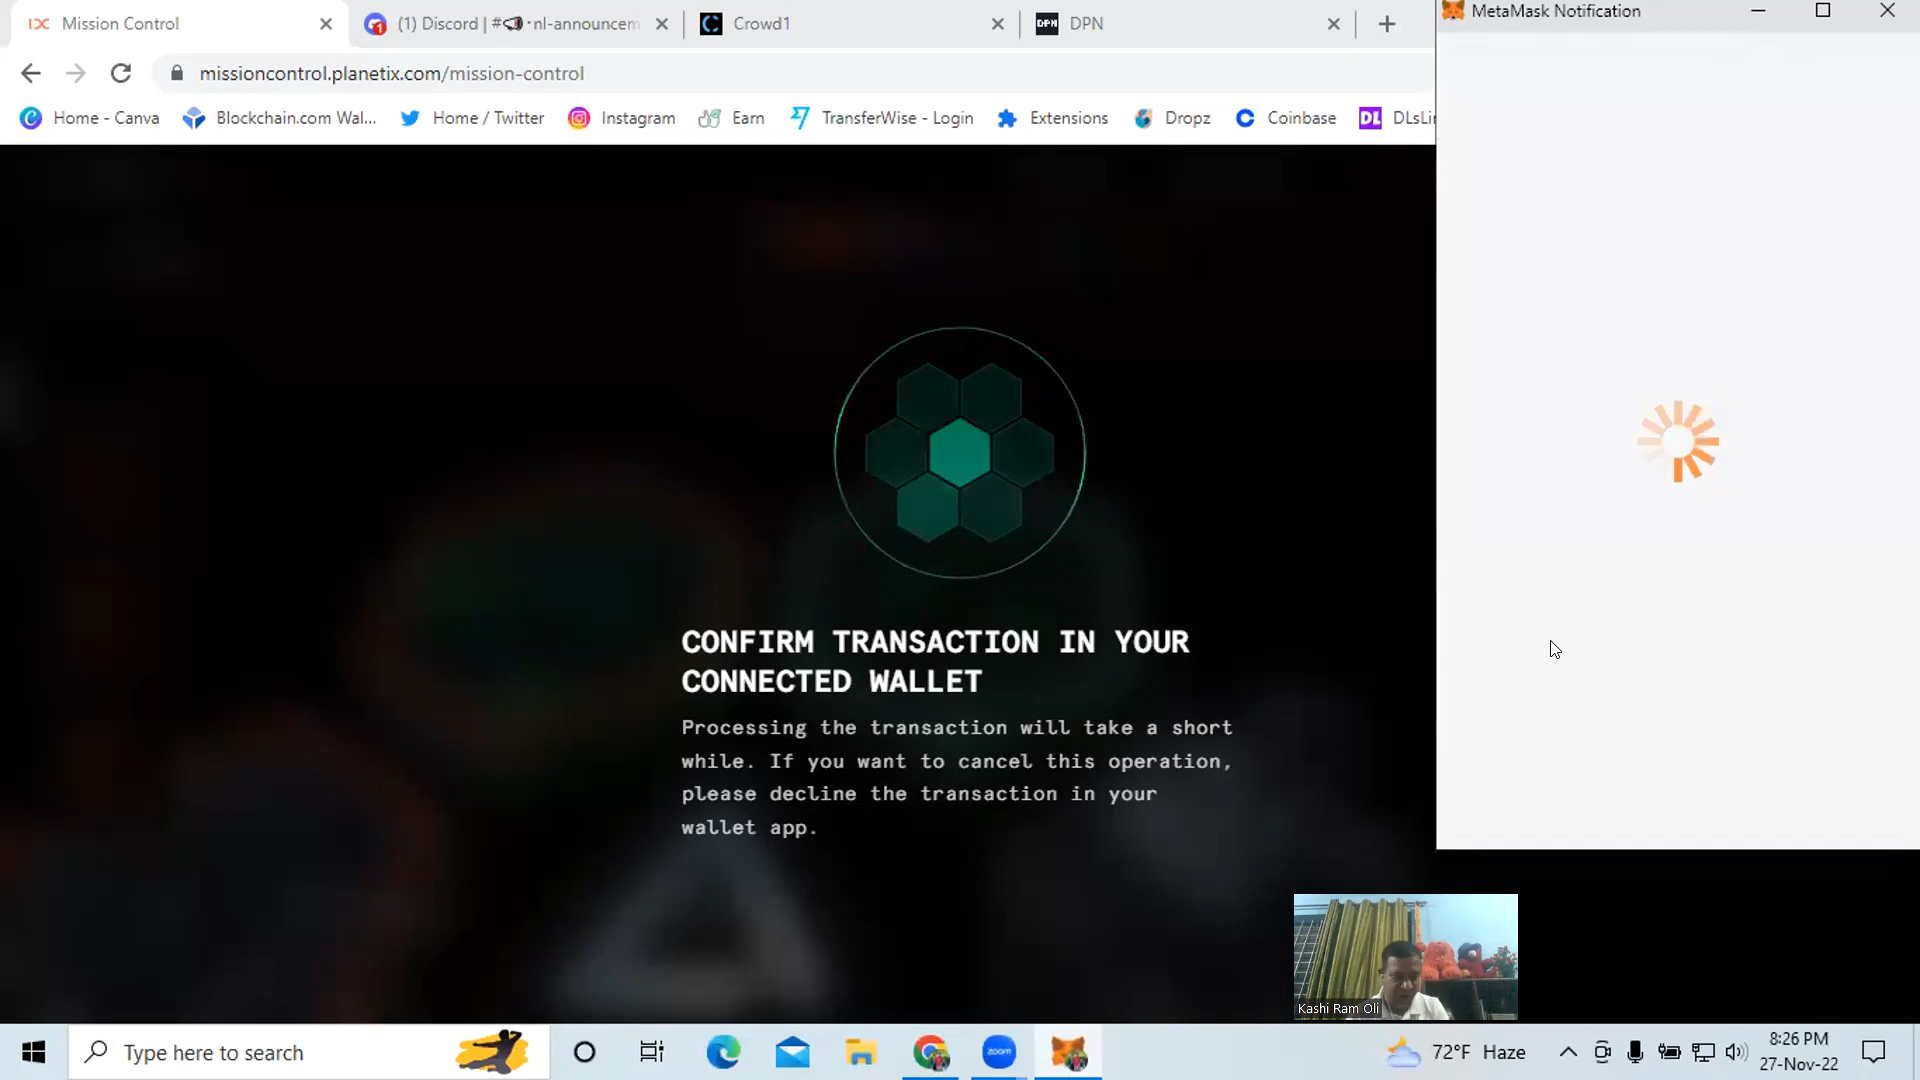 Mission Control
(1) Discord | #📢·nl-announcem
Crowd1
DPN
DPN
MetaMask Notification
missioncontrol.planetix.com/mission-control
Home - Canva
Blockchain.com Wal...
Home / Twitter
Instagram
Earn
TransferWise - Login
Extensions
Dropz
Coinbase
DL
DLsLi
CONFIRM TRANSACTION IN YOUR
CONNECTED WALLET
Processing the transaction will take a short
while. If you want to cancel this operation,
please decline the transaction in your
wallet app.
Kashi Ram Oli
Type here to search
zoom
72°F Haze
8:26 PM
27-Nov-22